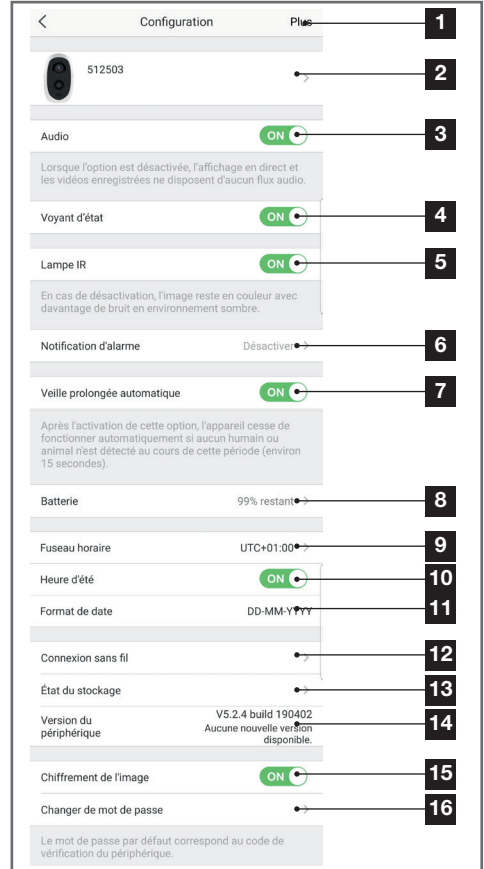 Configuration Plus 1
512503 2
Audio ON 3
Lorsque l'option est désactivée, l'affichage en direct et
les vidéos enregistrées ne disposent d'aucun flux audio.
Voyant d'état ON 4
Lampe IR ON 5
En cas de désactivation, l'image reste en couleur avec
davantage de bruit en environnement sombre.
Notification d'alarme Désactiver 6
Veille prolongée automatique ON 7
Après l'activation de cette option, l'appareil cesse de
fonctionner automatiquement si aucun humain ou
animal n'est détecté au cours de cette période (environ
15 secondes).
Batterie 99% restant 8
Fuseau horaire UTC+01:00 9
Heure d'été ON 10
Format de date DD-MM-YYYY 11
Connexion sans fil 12
État du stockage 13
Version du
périphérique
V5.2.4 build 190402
Aucune nouvelle version
disponible.
14
Chiffrement de l'image ON 15
Changer de mot de passe 16
Le mot de passe par défaut correspond au code de
vérification du périphérique.